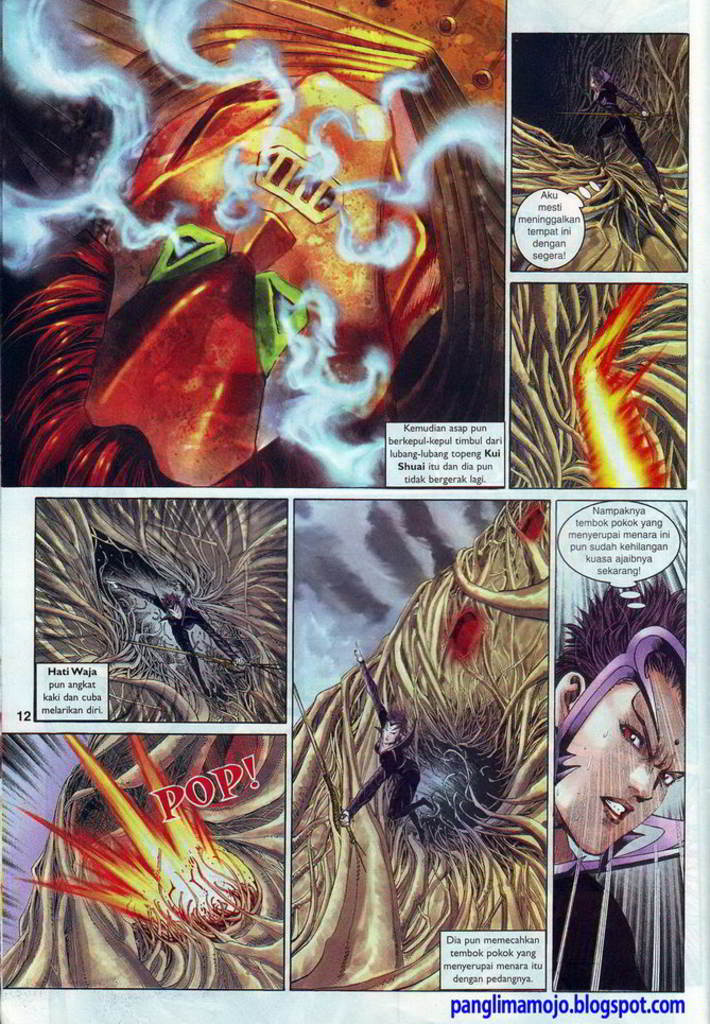 Kemudian asap pun
berkepul-kepul timbul dari
lubang-lubang topeng Kui
Shuai itu dan dia pun
tidak bergerak lagi.
Aku
mesti
meninggalkan
tempat ini
dengan
segera!
Hati Waja
pun angkat
kaki dan cuba
melarikan diri.
12
POP!
Dia pun memecahkan
tembok pokok yang
menyerupai menara itu
dengan pedangnya.
Nampaknya
tembok pokok yang
menyerupai menara ini
pun sudah kehilangan
kuasa ajaibnya
sekarang!
panglimamojo.blogspot.com